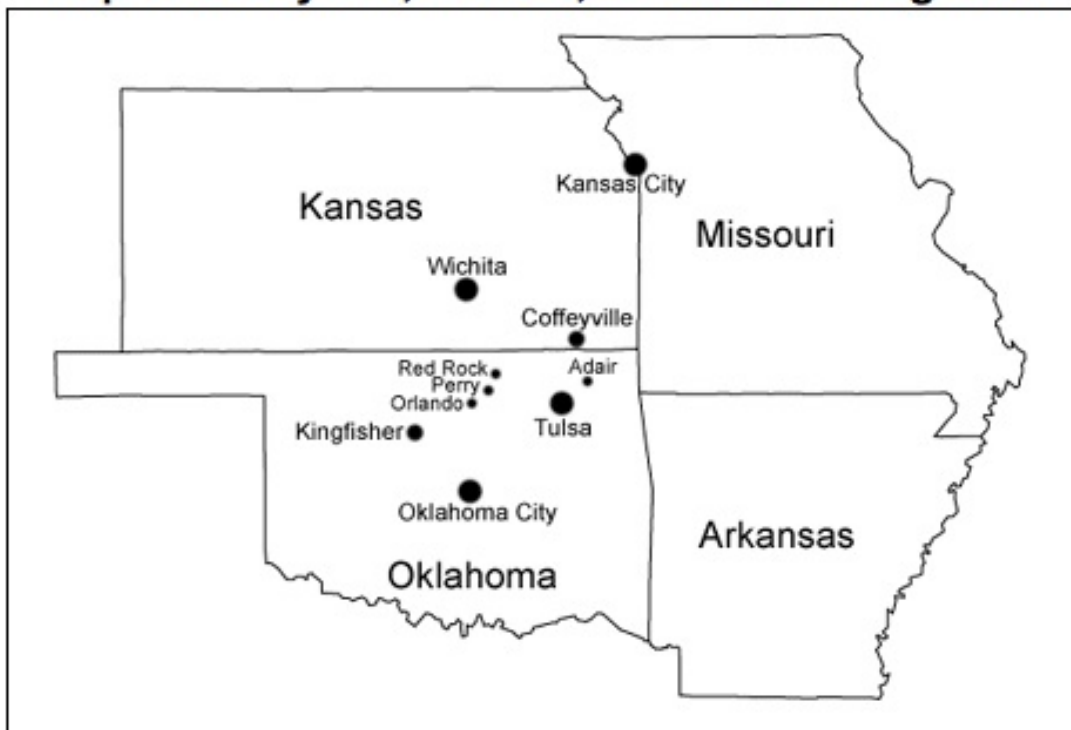 Kansas City
Kansas
Missouri
Wichita
Coffeyville
Red Rock
Adair
Perry
Orlando
Kingfisher
Tulsa
Oklahoma City
Arkansas
Oklahoma